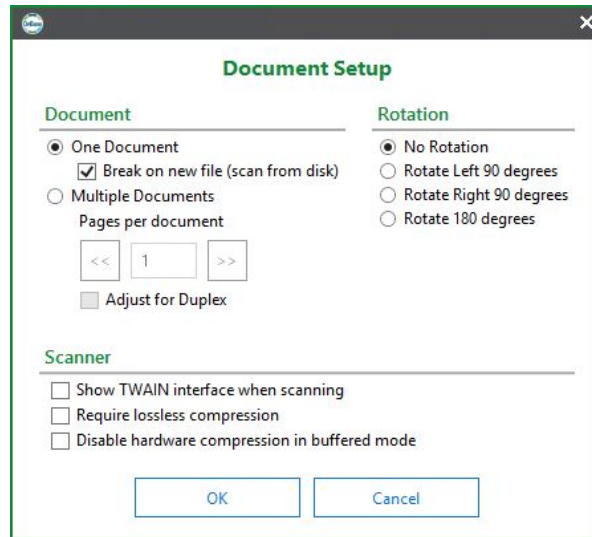 OnBase
Document Setup
Document
One Document
Break on new file (scan from disk)
Multiple Documents
Pages per document
<< 1 >>
Adjust for Duplex
Rotation
No Rotation
Rotate Left 90 degrees
Rotate Right 90 degrees
Rotate 180 degrees
Scanner
Show TWAIN interface when scanning
Require lossless compression
Disable hardware compression in buffered mode
OK
Cancel